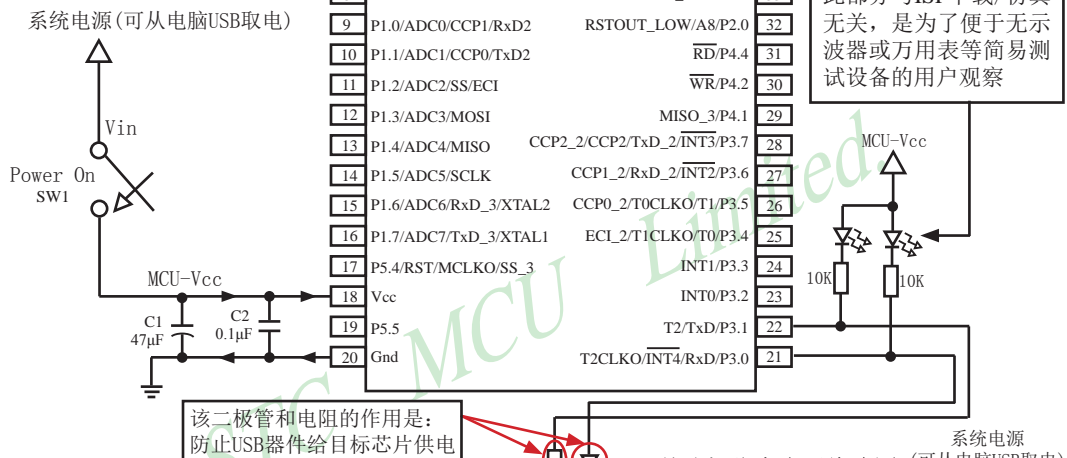 系统电源(可从电脑USB取电)
Vin
Power On
SW1
MCU-Vcc
C1
47μF
C2
0.1μF
9 P1.0/ADC0/CCP1/RxD2
10 P1.1/ADC1/CCP0/TxD2
11 P1.2/ADC2/SS/ECI
12 P1.3/ADC3/MOSI
13 P1.4/ADC4/MISO
14 P1.5/ADC5/SCLK
15 P1.6/ADC6/RxD_3/XTAL2
16 P1.7/ADC7/TxD_3/XTAL1
17 P5.4/RST/MCLKO/SS_3
18 Vcc
19 P5.5
20 Gnd
RSTOUT_LOW/A8/P2.0 32
RD/P4.4 31
WR/P4.2 30
MISO_3/P4.1 29
CCP2_2/CCP2/TxD_2/INT3/P3.7 28
CCP1_2/RxD_2/INT2/P3.6 27
CCP0_2/T0CLKO/T1/P3.5 26
ECI_2/T1CLKO/T0/P3.4 25
INT1/P3.3 24
INT0/P3.2 23
T2/TxD/P3.1 22
T2CLKO/INT4/RxD/P3.0 21
无关，是为了便于无示
波器或万用表等简易测
试设备的用户观察
MCU-Vcc
10K
10K
STC MCU Limited.
该二极管和电阻的作用是:
防止USB器件给目标芯片供电
系统电源
(可从电脑USB取电)